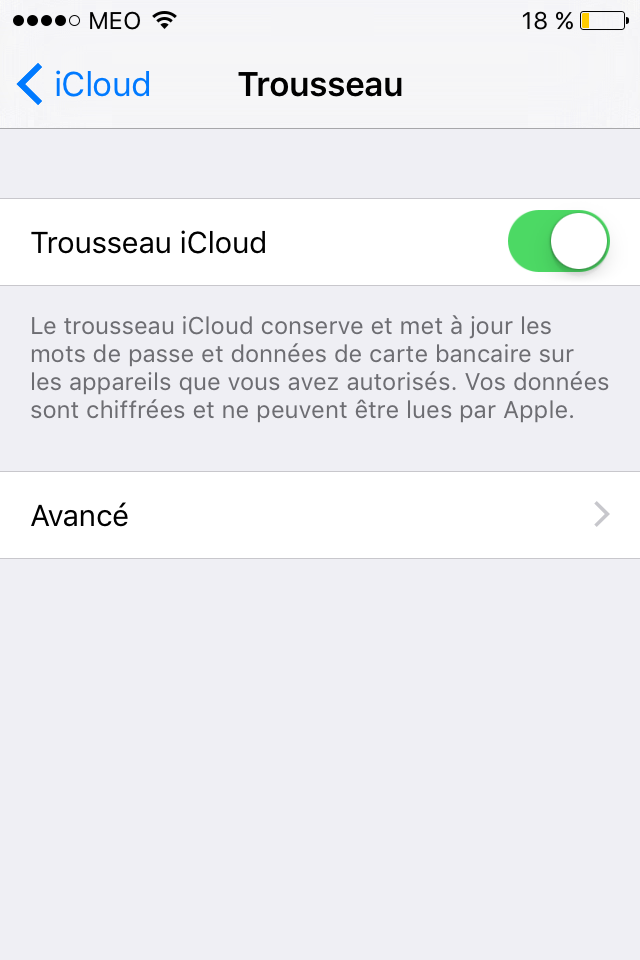 MEO 18 %
iCloud Trousseau
Trousseau iCloud
Le trousseau iCloud conserve et met à jour les
mots de passe et données de carte bancaire sur
les appareils que vous avez autorisés. Vos données
sont chiffrées et ne peuvent être lues par Apple.
Avancé